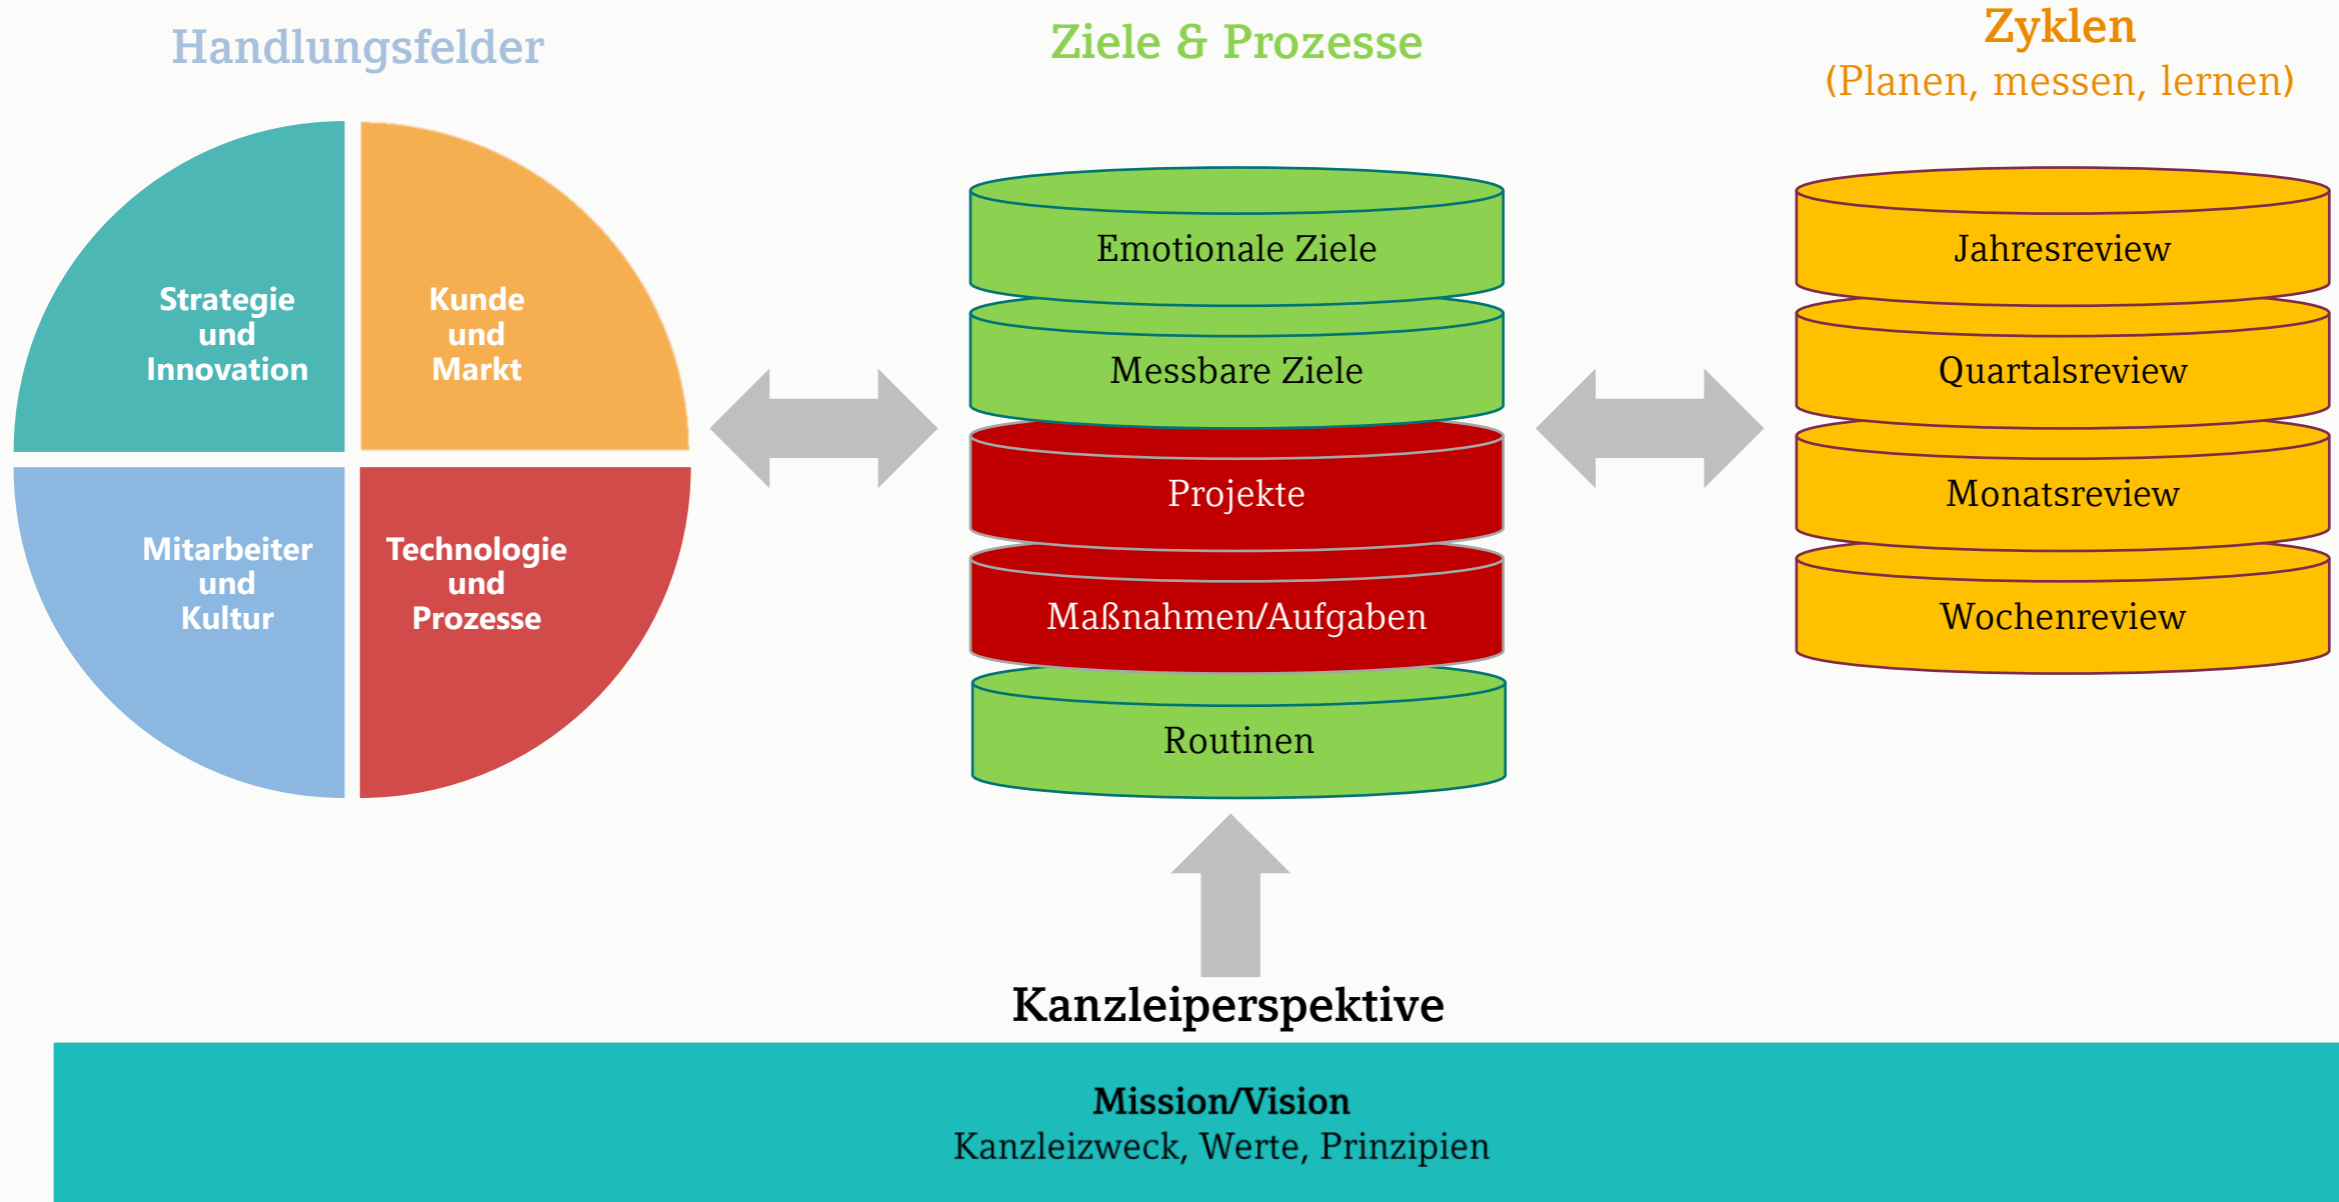 Handlungsfelder
Strategie
und
Innovation
Kunde
und
Markt
Mitarbeiter
und
Kultur
Technologie
und
Prozesse
Ziele & Prozesse
Emotionale Ziele
Messbare Ziele
Projekte
Maßnahmen/Aufgaben
Routinen
Zyklen
(Planen, messen, lernen)
Jahresreview
Quartalsreview
Monatsreview
Wochenreview
Kanzleiperspektive
Mission/Vision
Kanzleizweck, Werte, Prinzipien